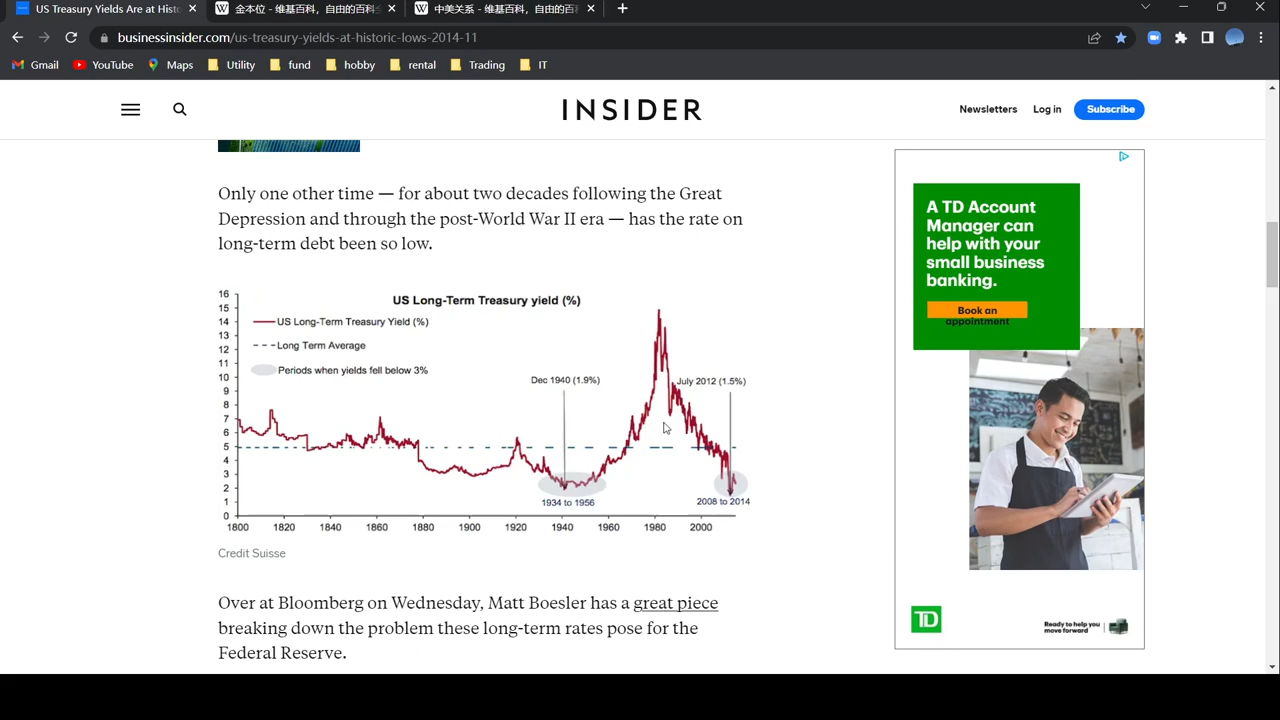 US Treasury Yields Are at Histo
金本位 - 维基百科，自由的百科全
中美关系 - 维基百科，自由的百科
businessinsider.com/us-treasury-yields-at-historic-lows-2014-11
Gmail YouTube Maps Utility fund hobby rental Trading IT
INSIDER
Newsletters Log in Subscribe
Only one other time — for about two decades following the Great
Depression and through the post-World War II era — has the rate on
long-term debt been so low.
US Long-Term Treasury yield (%)
US Long-Term Treasury Yield (%)
Long Term Average
Periods when yields fell below 3%
16
15
14
13
12
11
10
9
8
7
6
5
4
3
2
1
0
Dec 1940 (1.9%)
July 2012 (1.5%)
1934 to 1956
2008 to 2014
1800 1820 1840 1860 1880 1900 1920 1940 1960 1980 2000
Credit Suisse
Over at Bloomberg on Wednesday, Matt Boesler has a great piece
breaking down the problem these long-term rates pose for the
Federal Reserve.
A TD Account
Manager can
help with your
small business
banking.
Book an
appointment
TD
Ready to help you
move forward